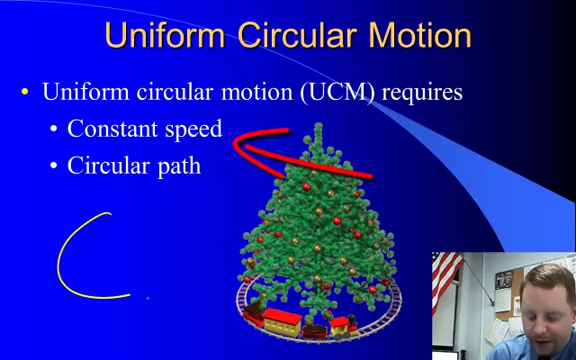 Uniform Circular Motion
• Uniform circular motion (UCM) requires
• Constant speed
• Circular path